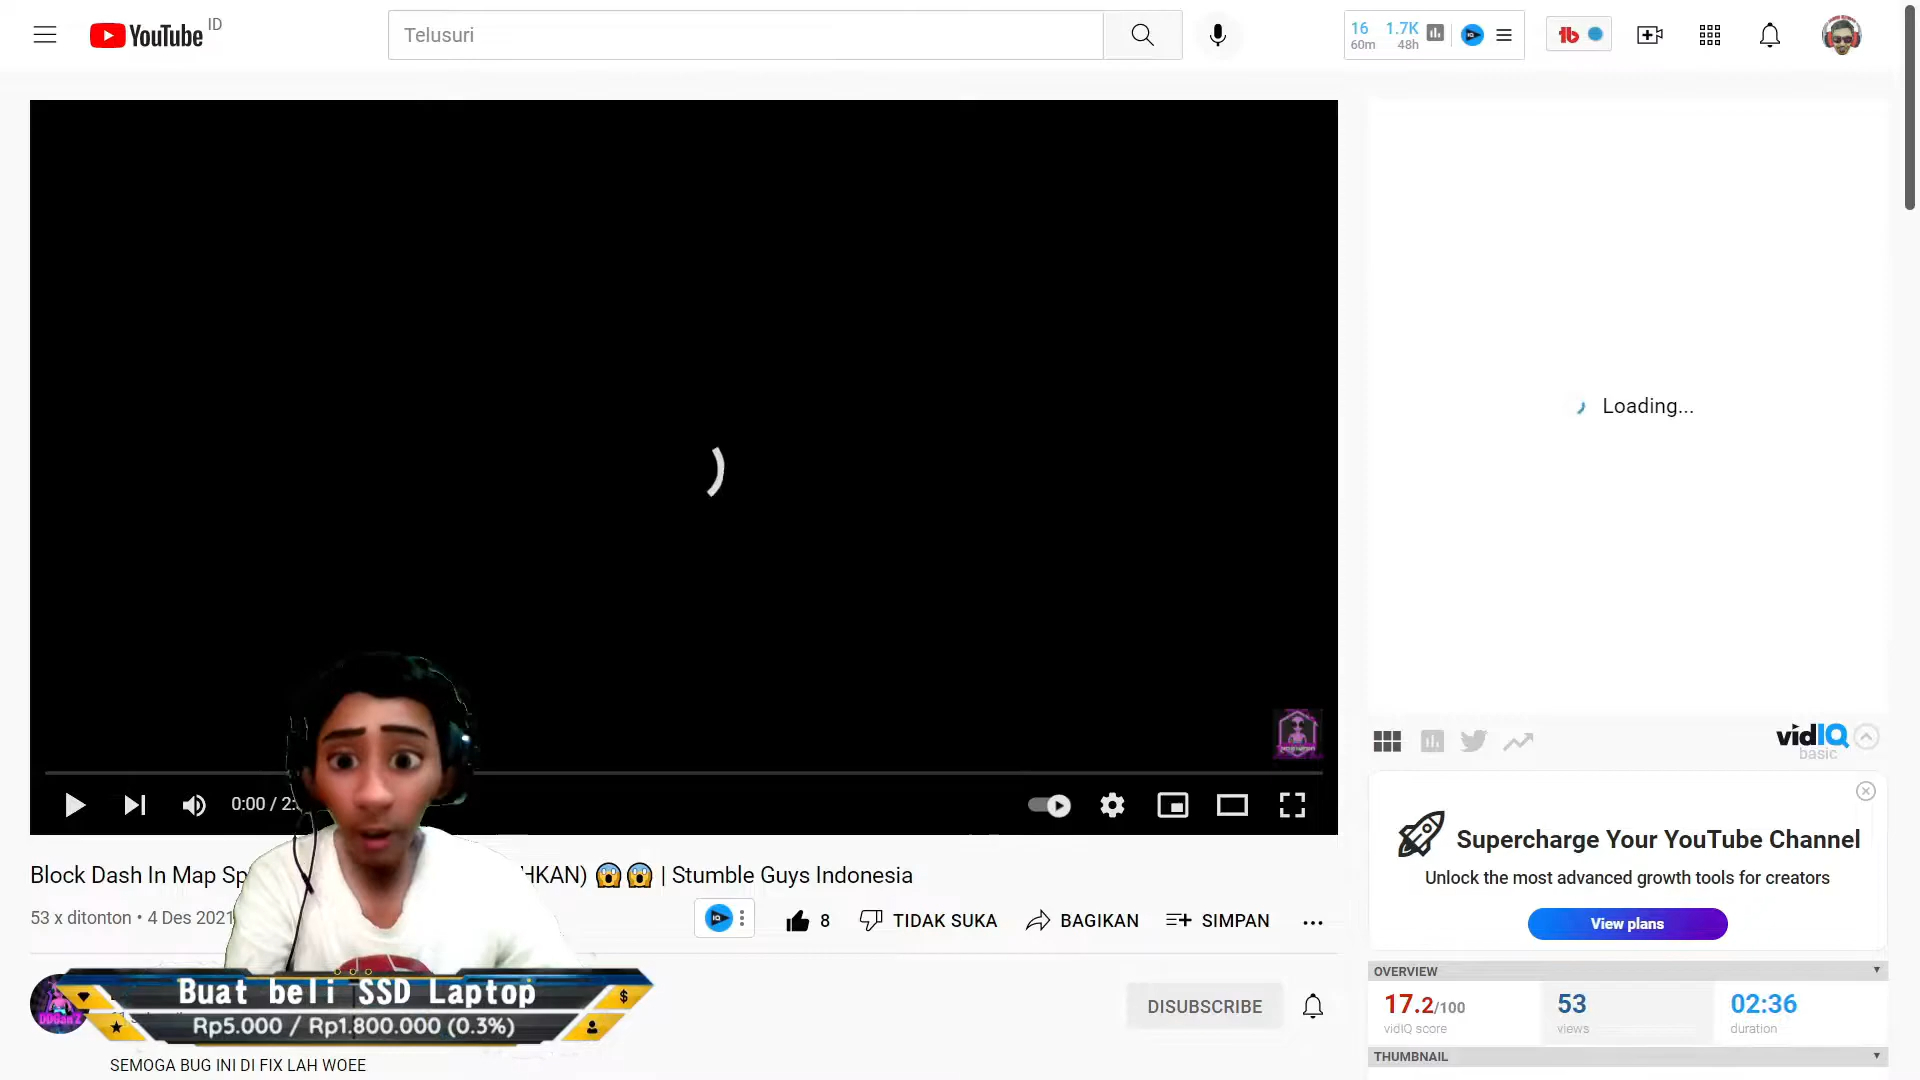 YouTube ID
Telusuri
16 1.7K
60m 48h
Loading...
0:00 / 2:
vidIQ
basic
Supercharge Your YouTube Channel
Unlock the most advanced growth tools for creators
View plans
Block Dash In Map Sp HKAN) 😱😱 | Stumble Guys Indonesia
53 x ditonton • 4 Des 2021
8 TIDAK SUKA BAGIKAN SIMPAN
Buat beli SSD Laptop
Rp5.000 / Rp1.800.000 (0.3%)
DISUBSCRIBE
SEMOGA BUG INI DI FIX LAH WOEE
OVERVIEW
17.2/100 53 02:36
vidIQ score views duration
THUMBNAIL